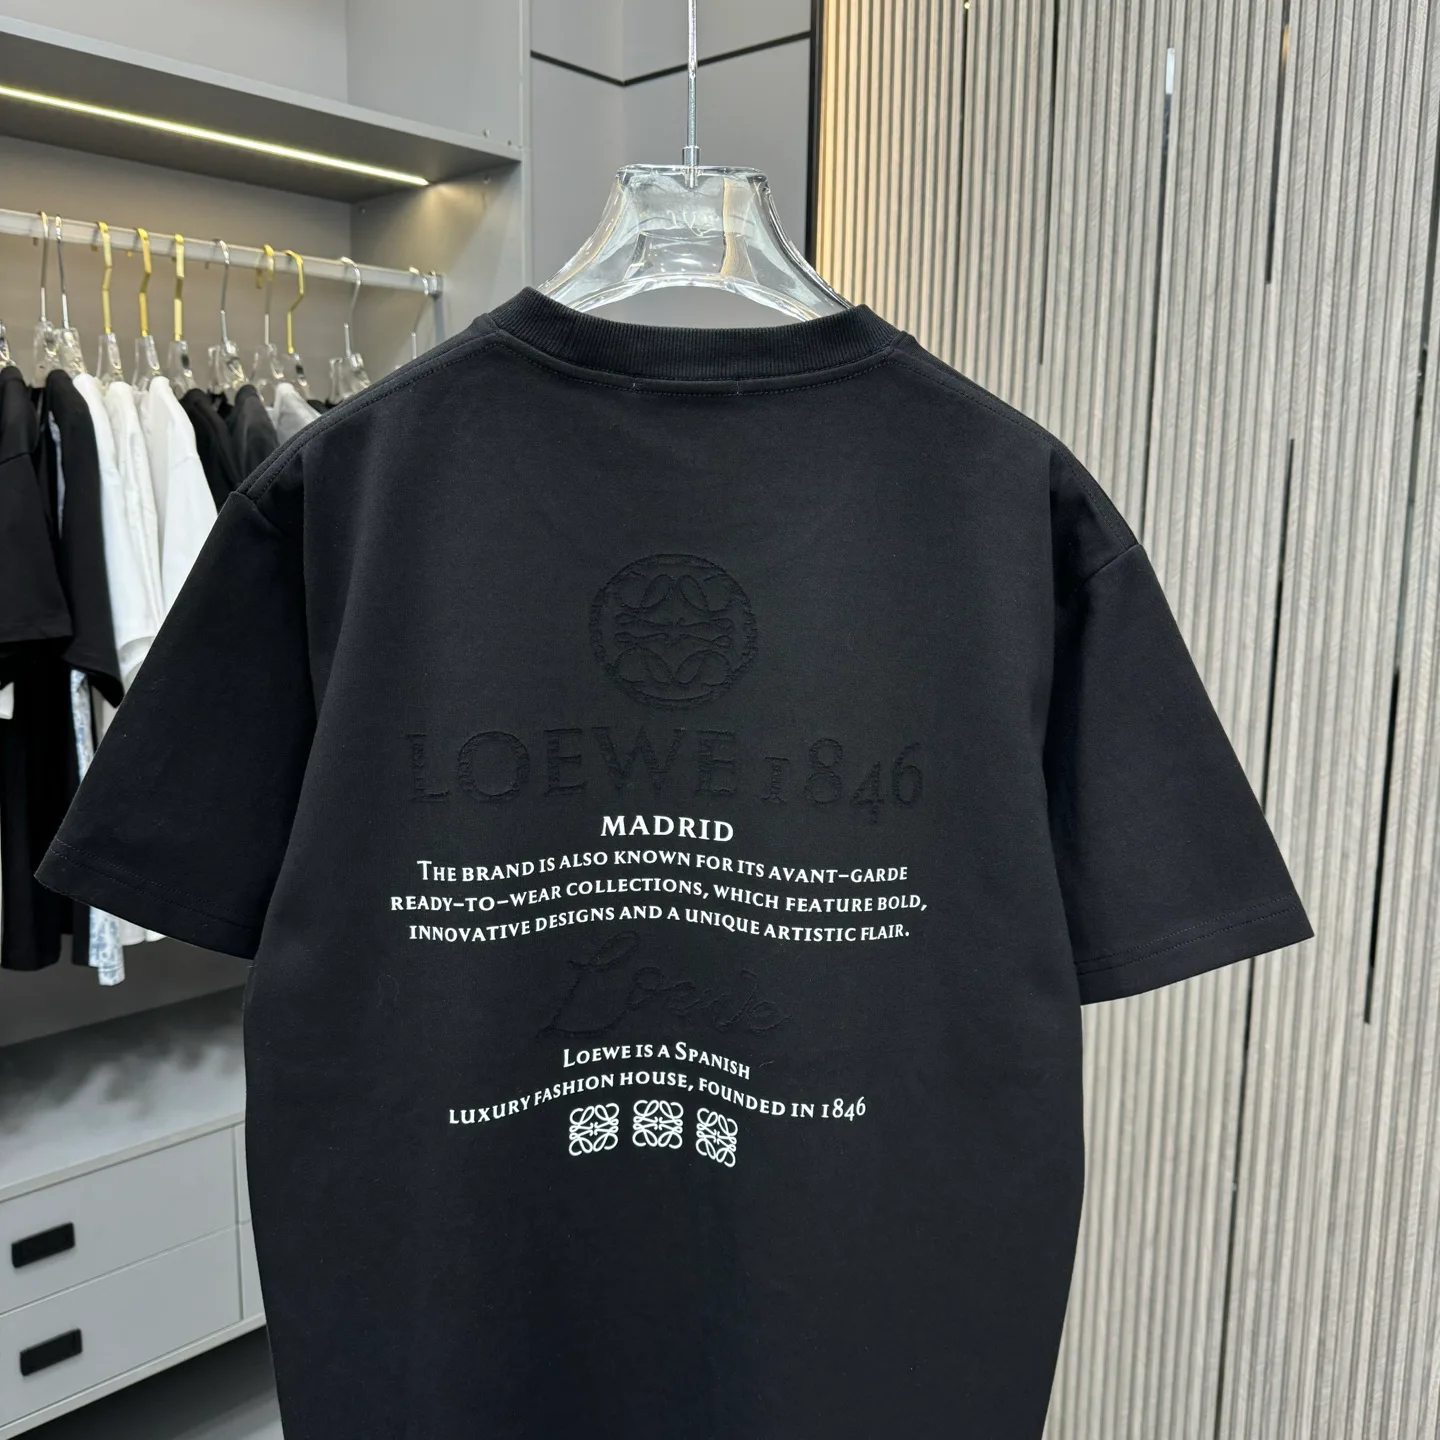 LOEWE 1846
MADRID
THE BRAND IS ALSO KNOWN FOR ITS AVANT-GARDE
READY-TO-WEAR COLLECTIONS, WHICH FEATURE BOLD,
INNOVATIVE DESIGNS AND A UNIQUE ARTISTIC FLAIR.
Loewe
LOEWE IS A SPANISH
LUXURY FASHION HOUSE, FOUNDED IN 1846